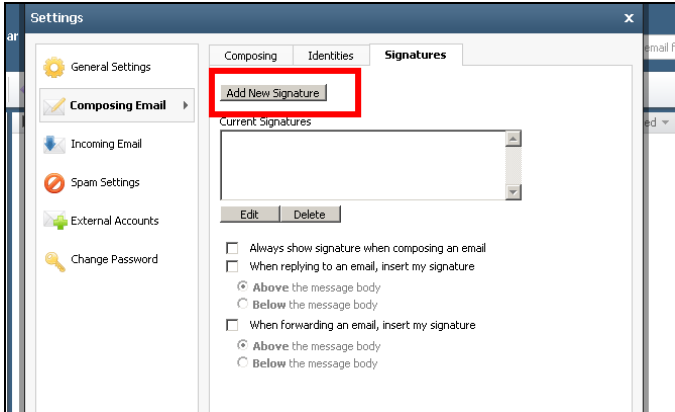 Settings
x
ar
email f
ed
General Settings
Composing Email
Incoming Email
Spam Settings
External Accounts
Change Password
Composing
Identities
Signatures
Add New Signature
Current Signatures
Edit
Delete
Always show signature when composing an email
When replying to an email, insert my signature
Above the message body
Below the message body
When forwarding an email, insert my signature
Above the message body
Below the message body